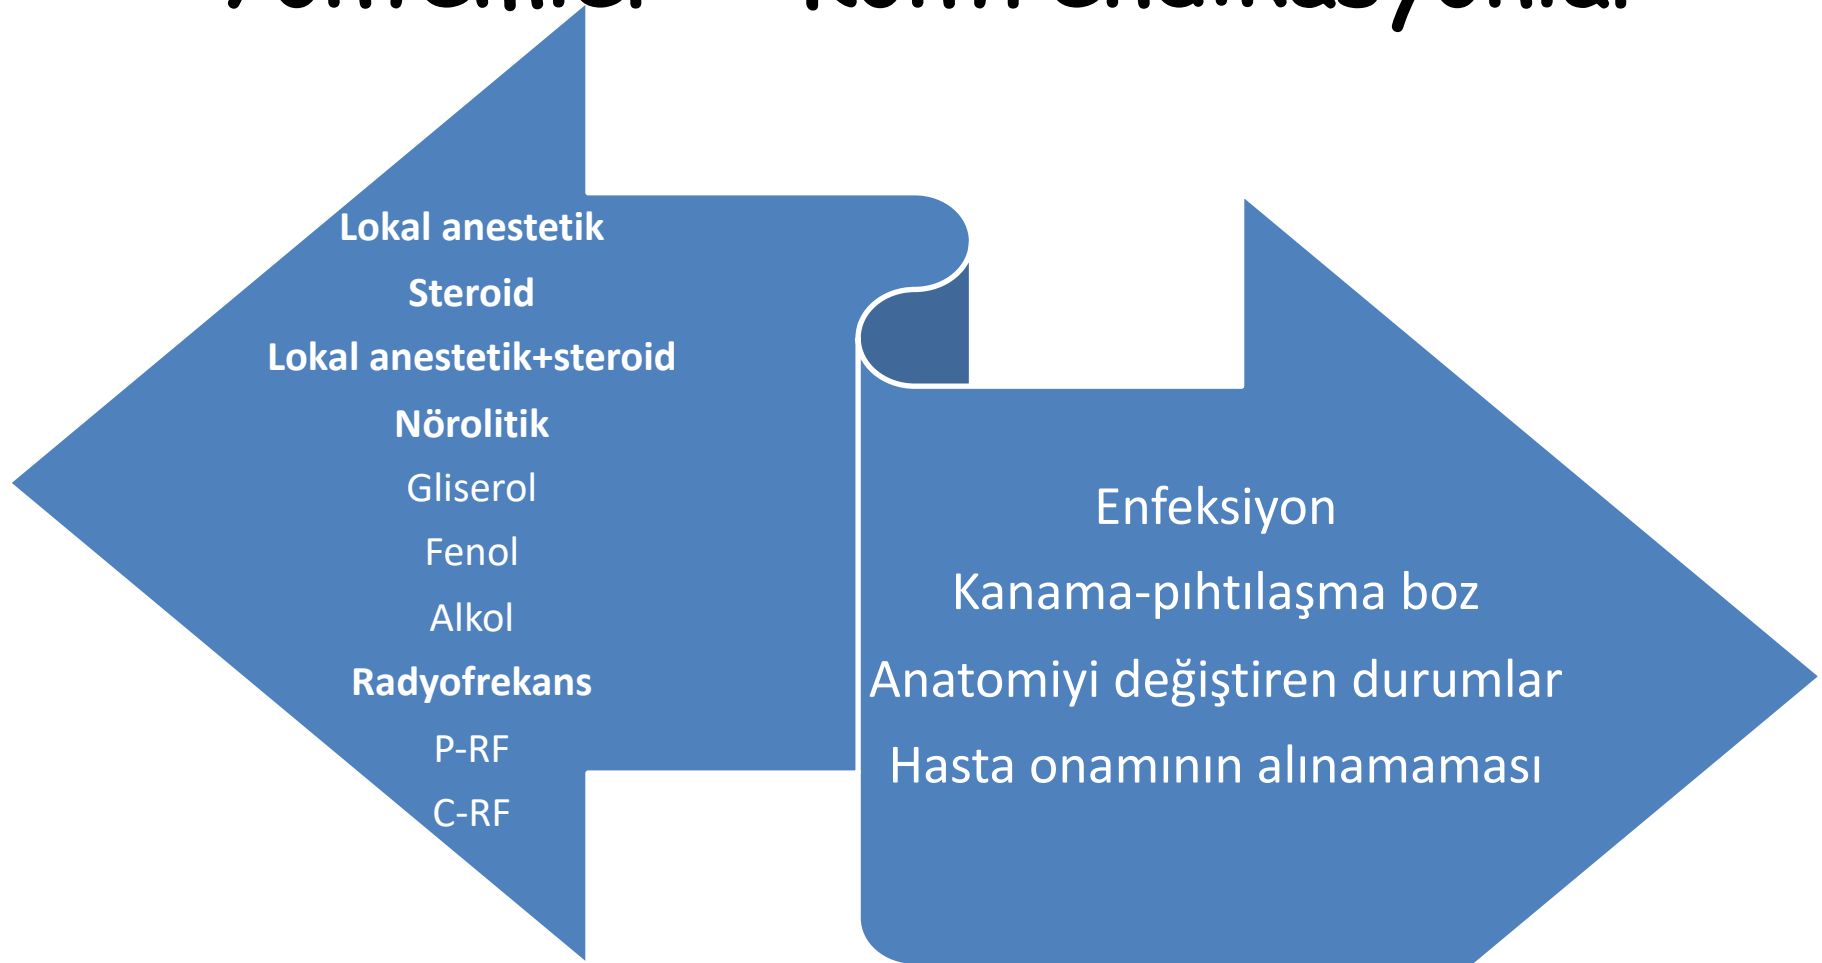 Lokal anestetik
Steroid
Lokal anestetik+steroid
Nörolitik
Gliserol
Fenol
Alkol
Radyofrekans
P-RF
C-RF
Enfeksiyon
Kanama-pıhtılaşma boz
Anatomiyi değiştiren durumlar
Hasta onamının alınamaması